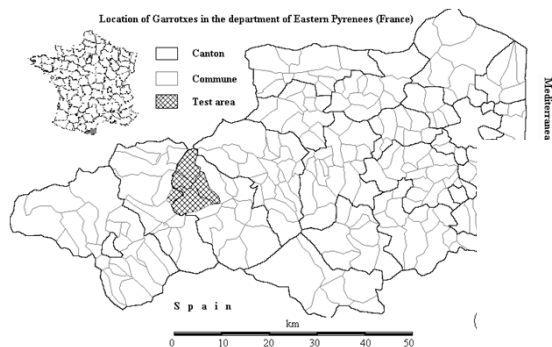 Location of Garrotxes in the department of Eastern Pyrenees (France)
Canton
Commune
Test area
Mediterranea
Spain
km
0 10 20 30 40 50